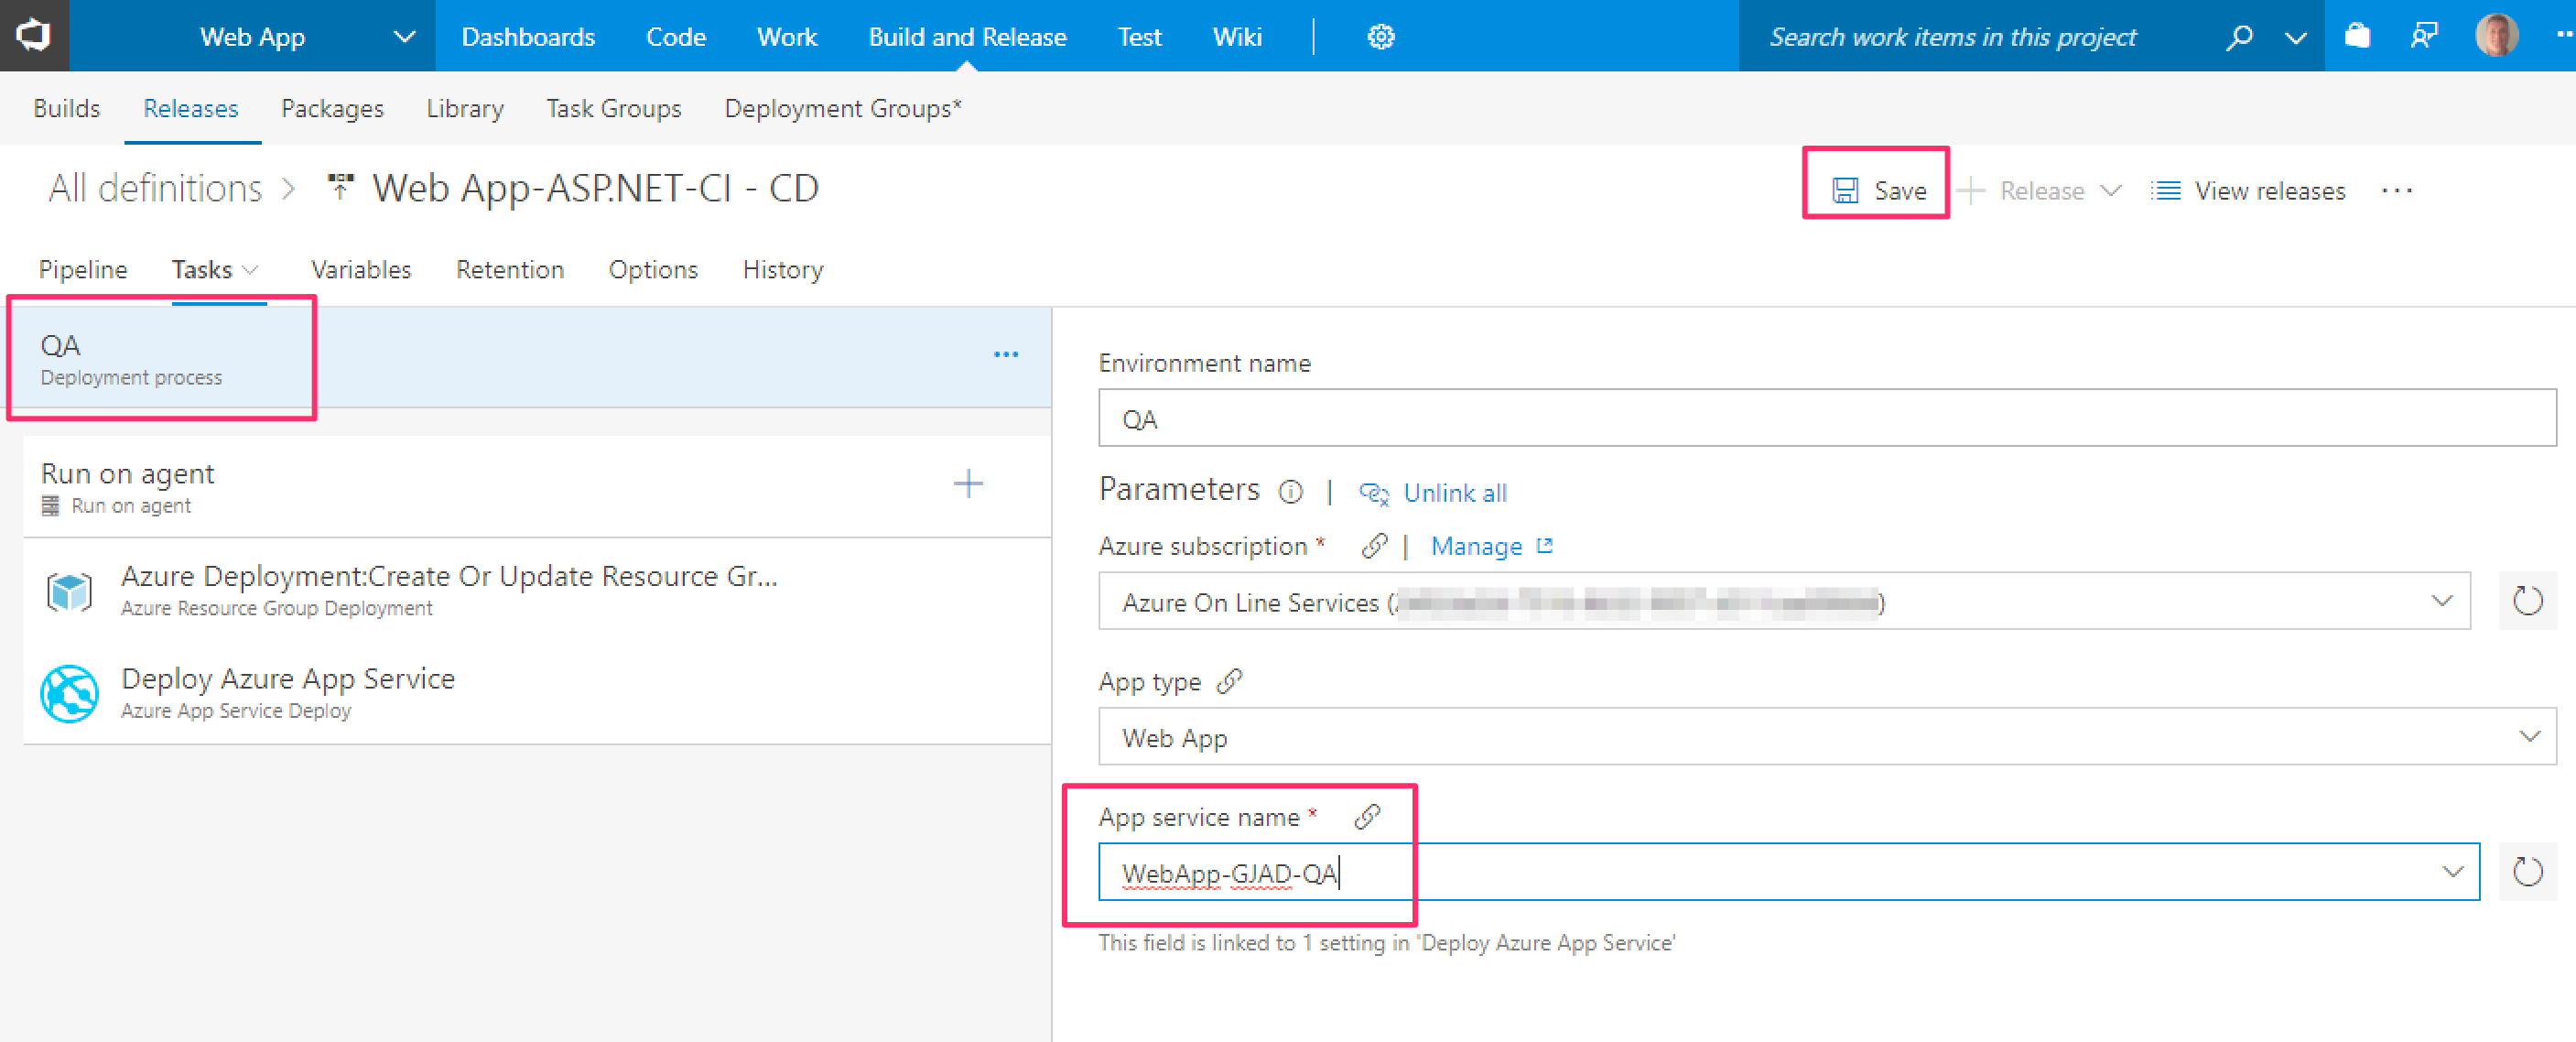 Web App Dashboards Code Work Build and Release Test Wiki Search work items in this project
Builds Releases Packages Library Task Groups Deployment Groups*
All definitions > Web App-ASP.NET-CI - CD Save + Release View releases ...
Pipeline Tasks Variables Retention Options History
QA
Deployment process
...
Run on agent
Run on agent
+
Azure Deployment:Create Or Update Resource Gr...
Azure Resource Group Deployment
Deploy Azure App Service
Azure App Service Deploy
Environment name
QA
Parameters | Unlink all
Azure subscription * | Manage
Azure On Line Services (
)
App type
Web App
App service name *
WebApp-GJAD-QA
This field is linked to 1 setting in 'Deploy Azure App Service'